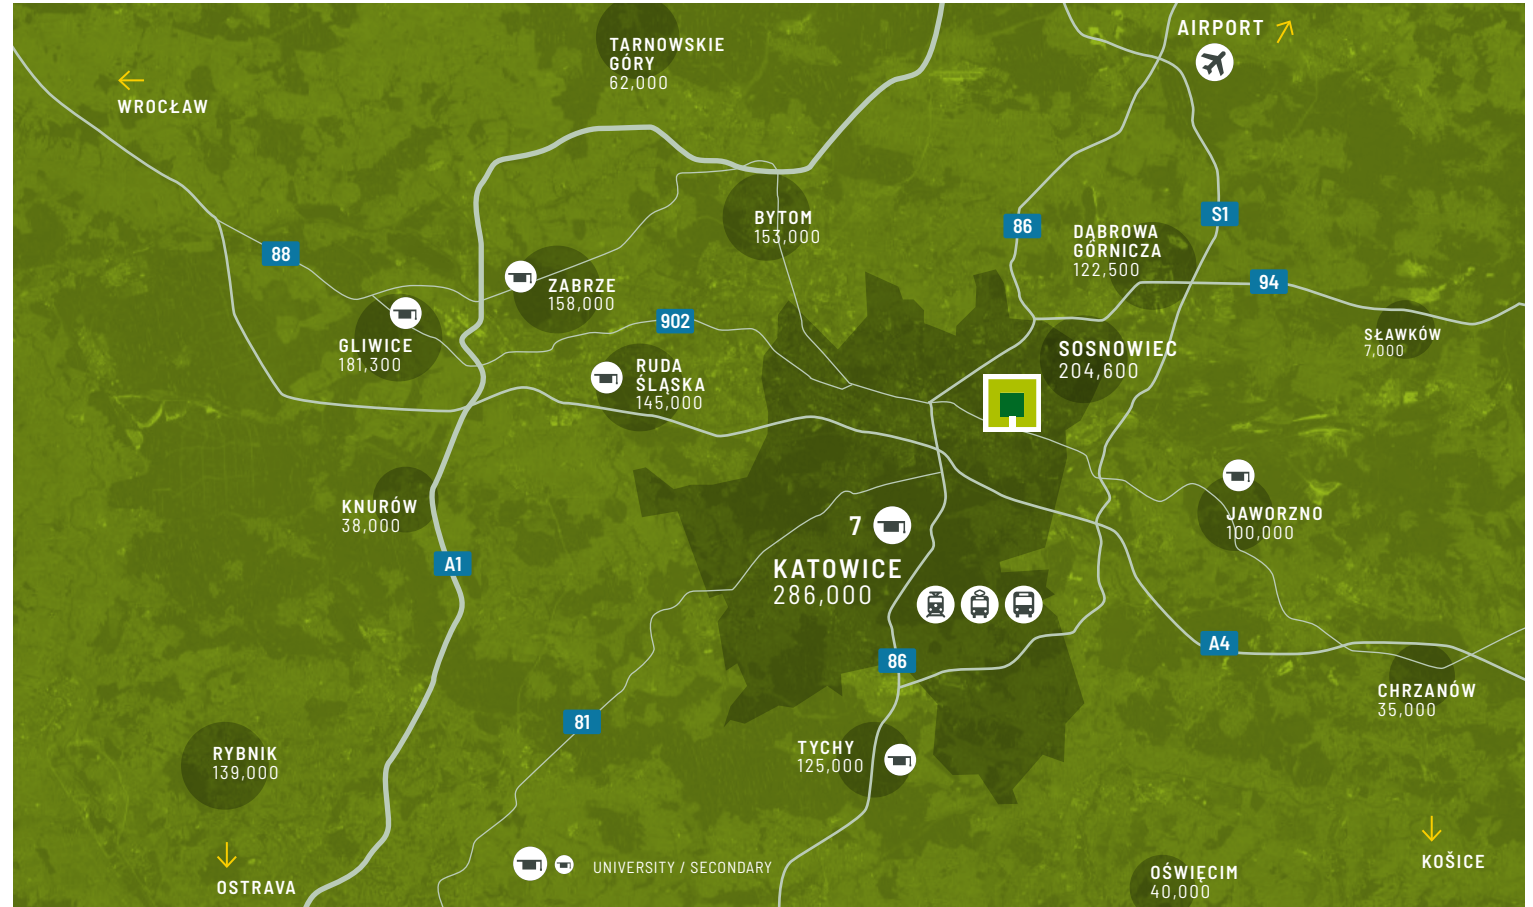 AIRPORT
TARNOWSKIE
GÓRY
62,000
WROCŁAW
BYTOM
153,000
86
S1
DĄBROWA
GÓRNICZA
122,500
88
94
ZABRZE
158,000
902
GLIWICE
181,300
SŁAWKÓW
7,000
SOSNOWIEC
204,600
RUDA
ŚLĄSKA
145,000
KNURÓW
38,000
JAWORZNO
100,000
7
A1
KATOWICE
286,000
86
A4
CHRZANÓW
35,000
81
RYBNIK
139,000
TYCHY
125,000
OSTRAVA
UNIVERSITY / SECONDARY
OŚWIĘCIM
40,000
KOŠICE